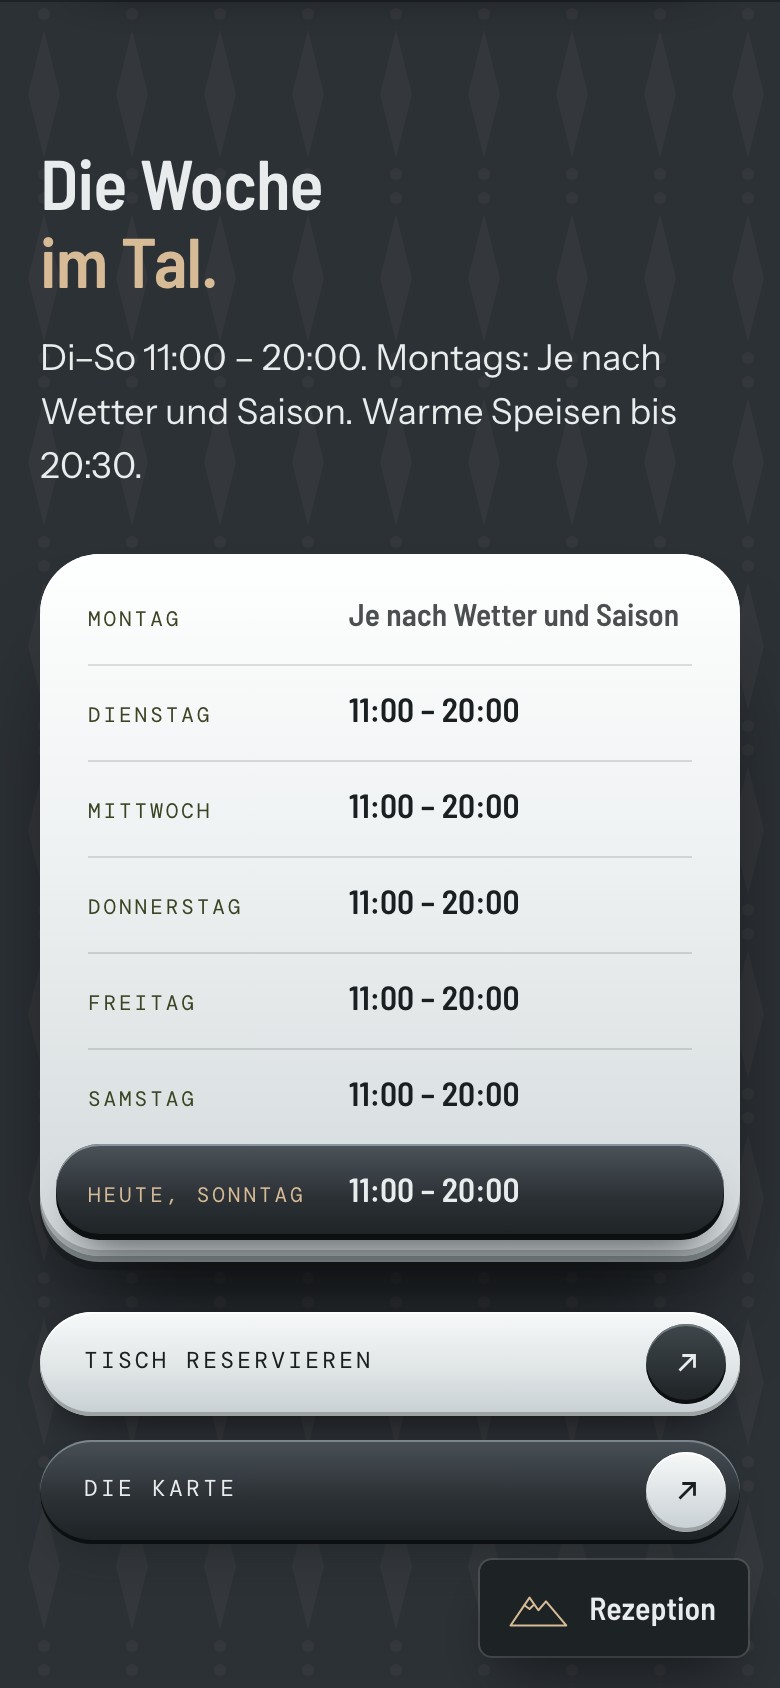 Die Woche
im Tal.
Di–So 11:00 – 20:00. Montags: Je nach
Wetter und Saison. Warme Speisen bis
20:30.
MONTAG Je nach Wetter und Saison
DIENSTAG 11:00 – 20:00
MITTWOCH 11:00 – 20:00
DONNERSTAG 11:00 – 20:00
FREITAG 11:00 – 20:00
SAMSTAG 11:00 – 20:00
HEUTE, SONNTAG 11:00 – 20:00
TISCH RESERVIEREN
DIE KARTE
Rezeption